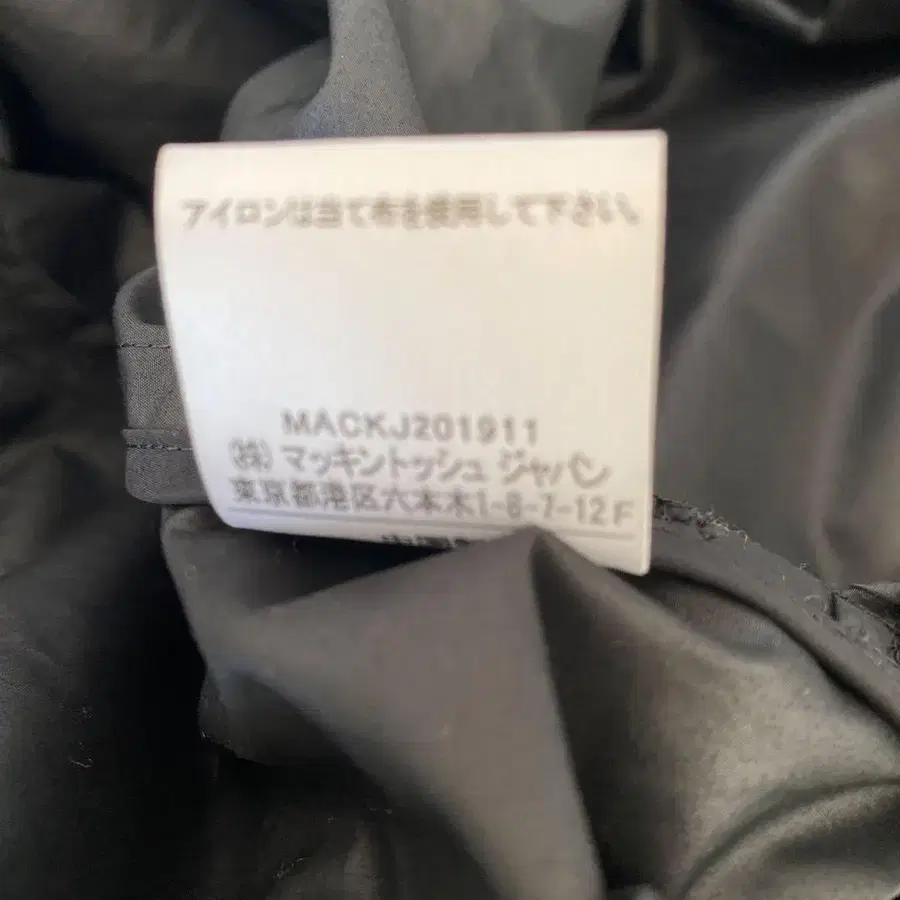 アイロンは当て布を使用して下さい。
MACKJ201911
(株) マッキントッシュ ジャパン
東京都港区六本木1-8-7-12F